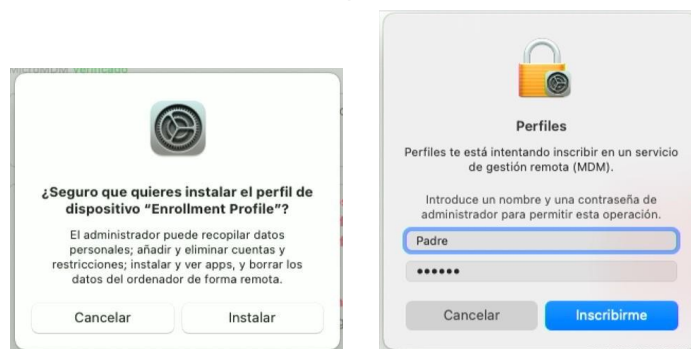 MicroMDM Verificado
¿Seguro que quieres instalar el perfil de
dispositivo “Enrollment Profile”?
El administrador puede recopilar datos
personales; añadir y eliminar cuentas y
restricciones; instalar y ver apps, y borrar los
datos del ordenador de forma remota.
Cancelar
Instalar
Perfiles
Perfiles te está intentando inscribir en un servicio
de gestión remota (MDM).
Introduce un nombre y una contraseña de
administrador para permitir esta operación.
Padre
••••••
Cancelar
Inscribirme